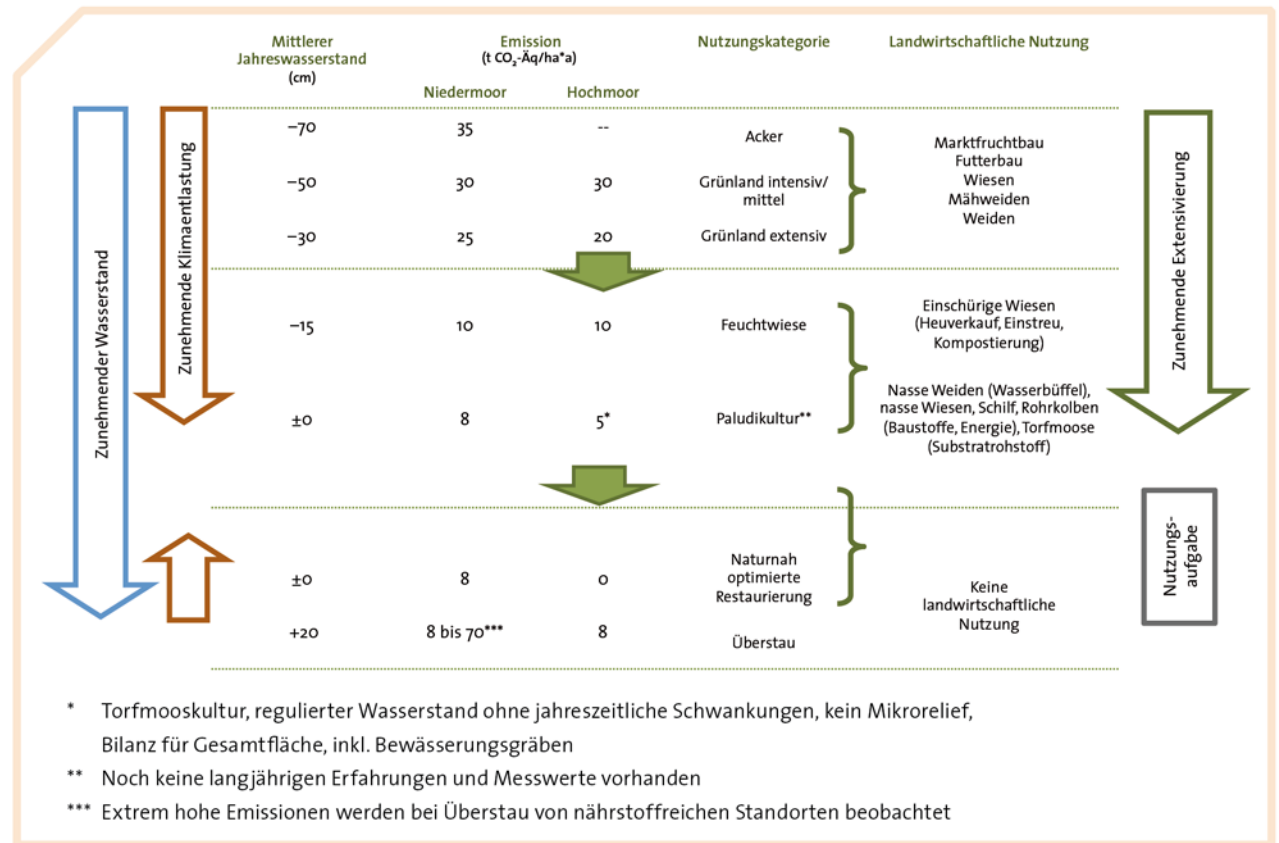 Mittlerer
Jahreswasserstand
(cm)
Emission
(t CO₂-Äq/ha*a)
Nutzungskategorie
Landwirtschaftliche Nutzung
Niedermoor
Hochmoor
Zunehmender Wasserstand
Zunehmende Klimaentlastung
−70 35 -- Acker
−50 30 30 Grünland intensiv/
mittel
−30 25 20 Grünland extensiv
Marktfruchtbau
Futterbau
Wiesen
Mähweiden
Weiden
Zunehmende Extensivierung
−15 10 10 Feuchtwiese
Einschürige Wiesen
(Heuverkauf, Einstreu,
Kompostierung)
±0 8 5* Paludikultur**
Nasse Weiden (Wasserbüffel),
nasse Wiesen, Schilf, Rohrkolben
(Baustoffe, Energie), Torfmoose
(Substratrohstoff)
±0 8 0 Naturnah
optimierte
Restaurierung
+20 8 bis 70*** 8 Überstau
Keine
landwirtschaftliche
Nutzung
Nutzungs-
aufgabe
* Torfmooskultur, regulierter Wasserstand ohne jahreszeitliche Schwankungen, kein Mikrorelief,
Bilanz für Gesamtfläche, inkl. Bewässerungsgräben
** Noch keine langjährigen Erfahrungen und Messwerte vorhanden
*** Extrem hohe Emissionen werden bei Überstau von nährstoffreichen Standorten beobachtet